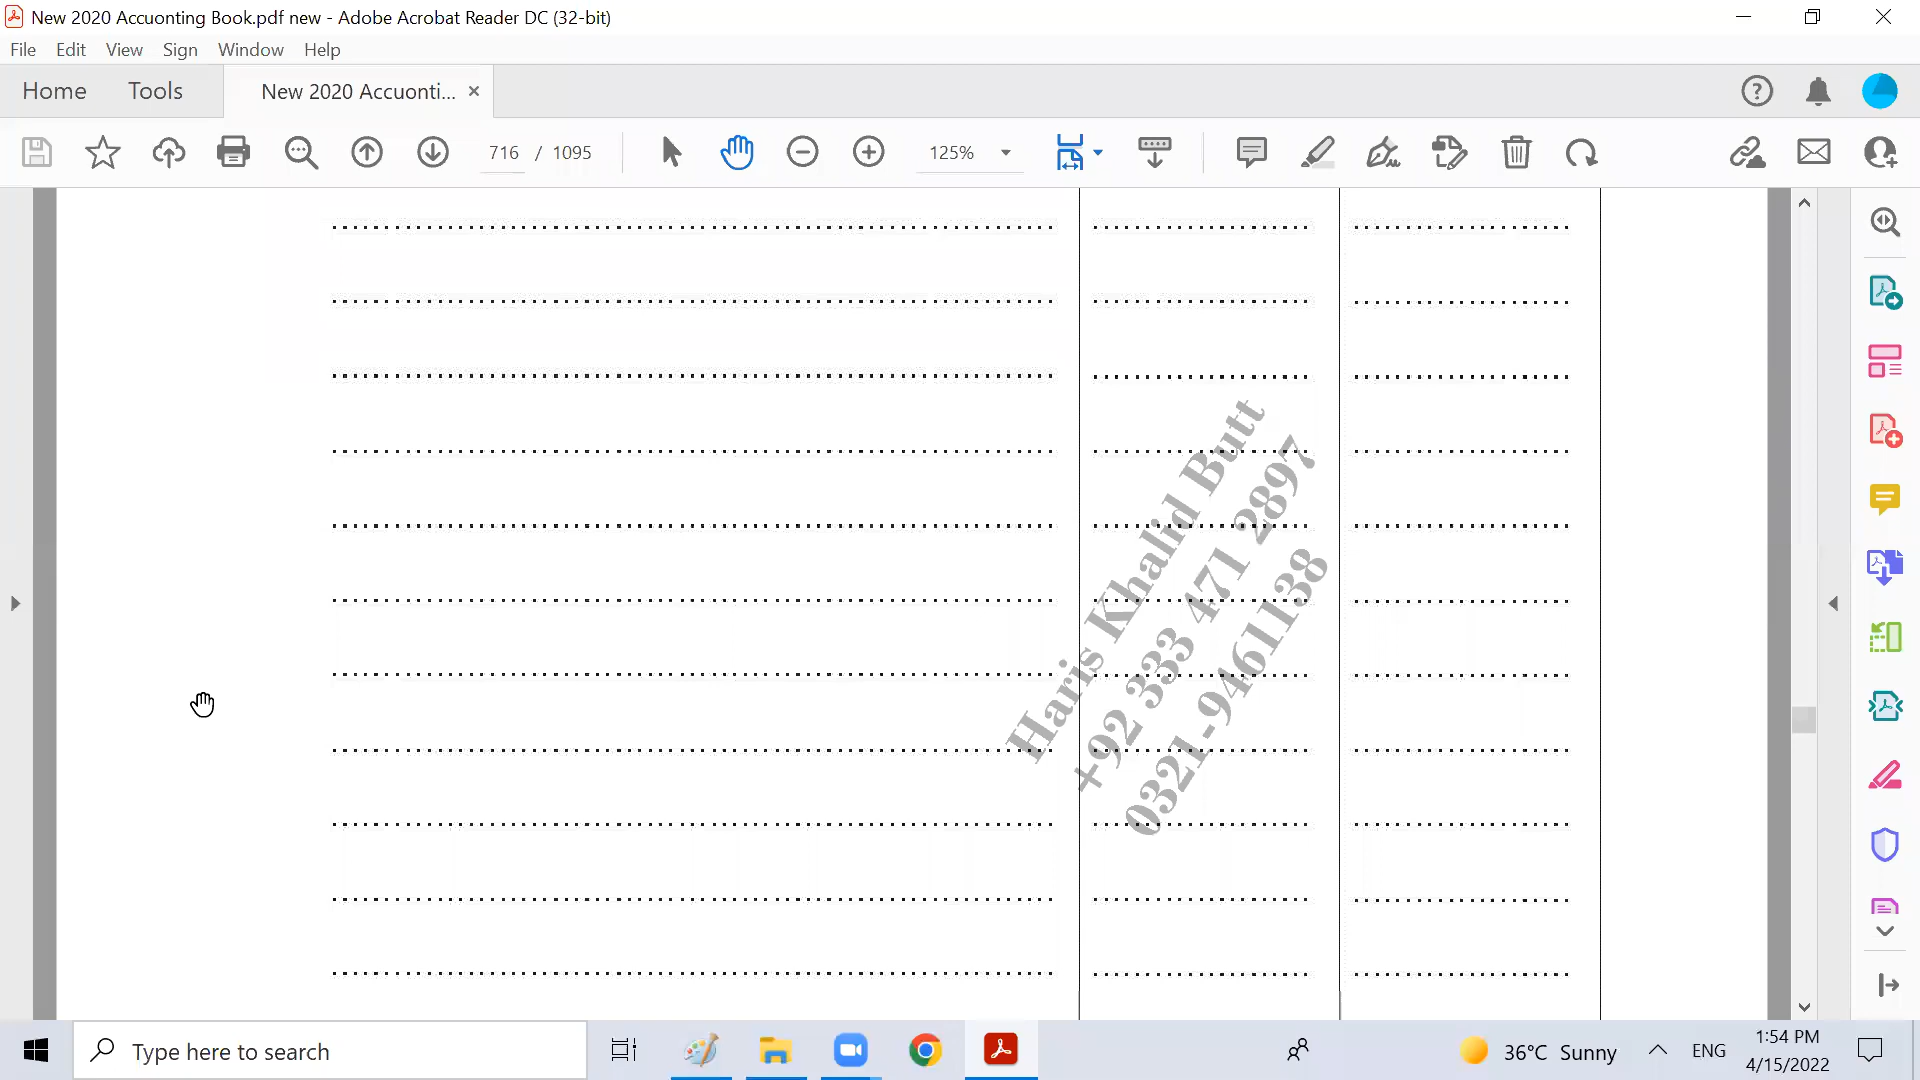 New 2020 Accuonting Book.pdf new - Adobe Acrobat Reader DC (32-bit)
File Edit View Sign Window Help
Home Tools New 2020 Accuonti...
716 / 1095 125%
Haris Khalid Butt
+92 333 471 2897
0321-9461138
Type here to search
36°C Sunny ENG
1:54 PM
4/15/2022